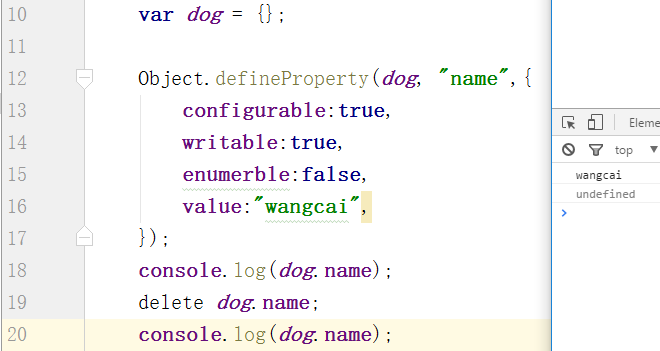 10 var dog = {};
11
12 Object.defineProperty(dog, "name",{
13 configurable:true,
14 writable:true,
15 enumerble:false,
16 value:"wangcai",
17 });
18 console.log(dog.name);
19 delete dog.name;
20 console.log(dog.name);
Eleme
top
wangcai
undefined